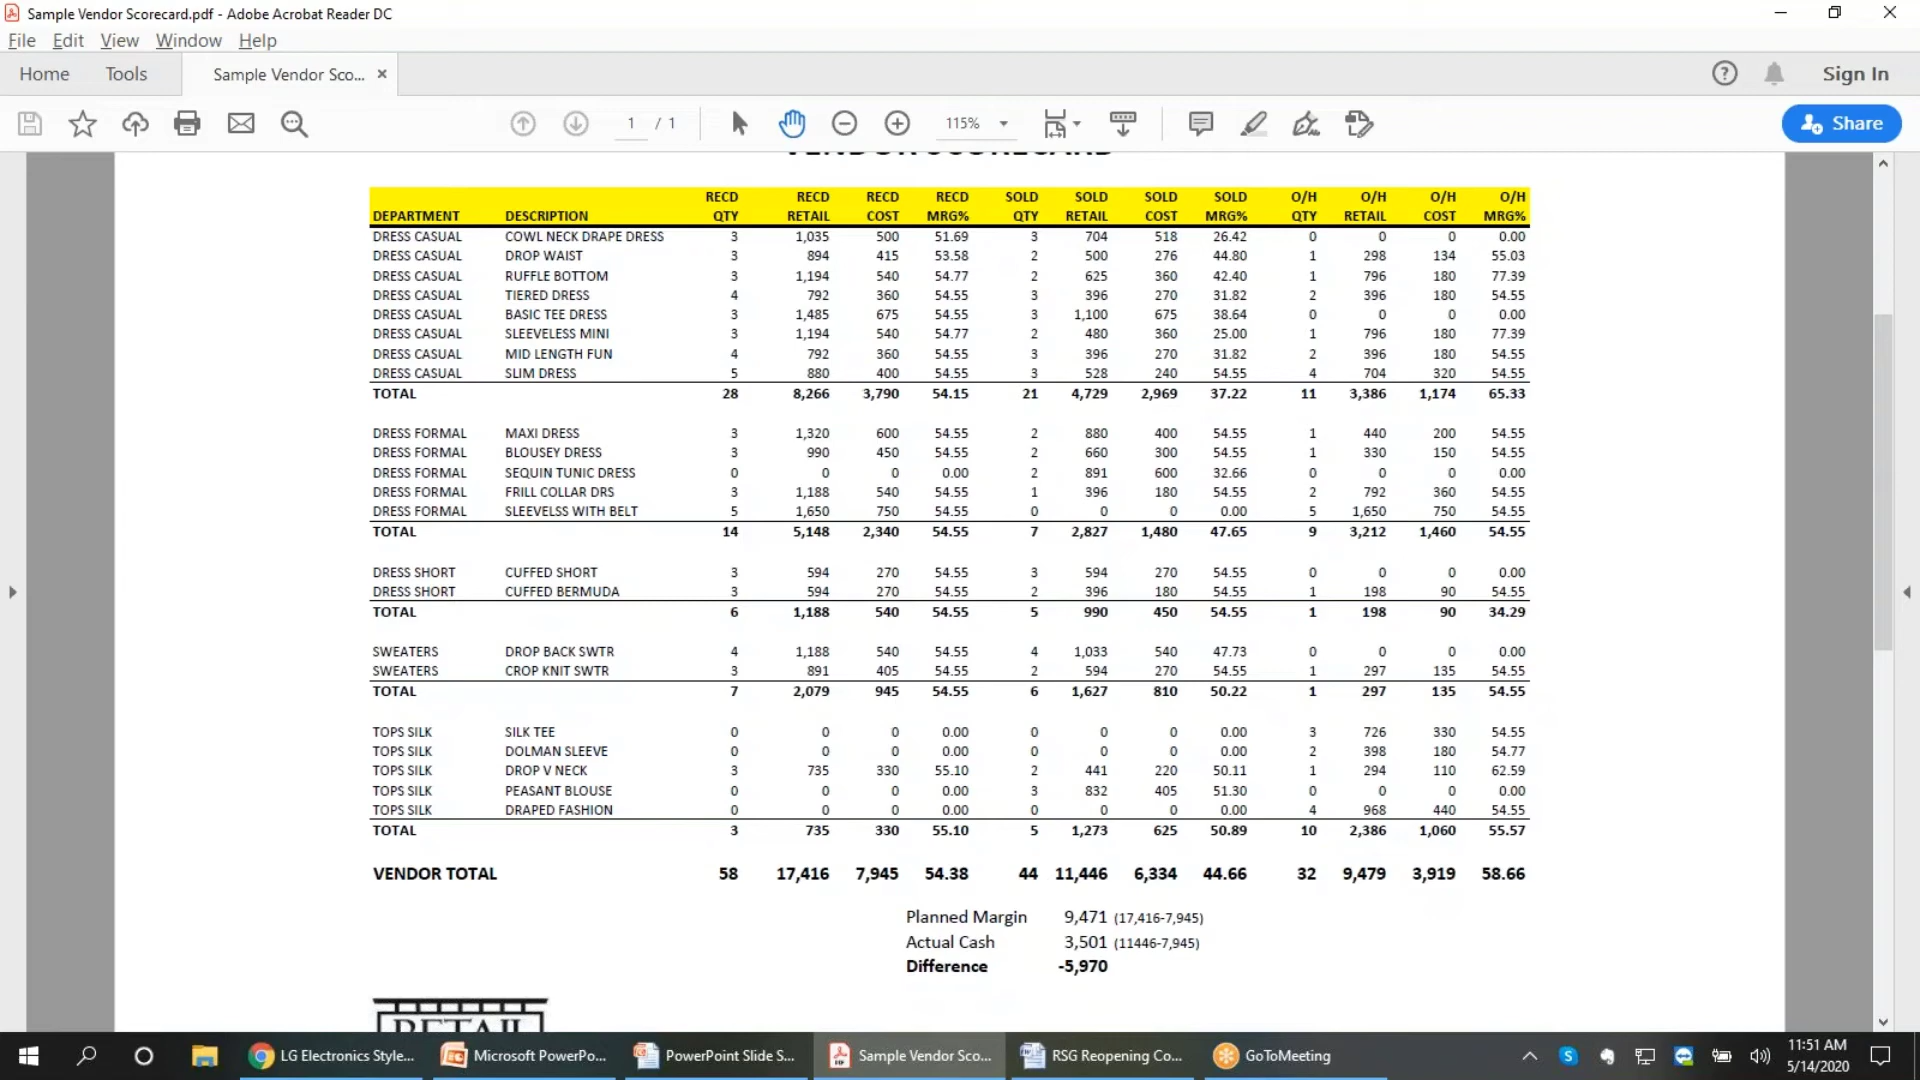 Sample Vendor Scorecard.pdf - Adobe Acrobat Reader DC
File Edit View Window Help
Home Tools Sample Vendor Sco... × Sign In
1 / 1 115% Share
VENDOR SCORECARD
RECD RECD RECD RECD SOLD SOLD SOLD SOLD O/H O/H O/H O/H
DEPARTMENT DESCRIPTION QTY RETAIL COST MRG% QTY RETAIL COST MRG% QTY RETAIL COST MRG%
DRESS CASUAL COWL NECK DRAPE DRESS 3 1,035 500 51.69 3 704 518 26.42 0 0 0 0.00
DRESS CASUAL DROP WAIST 3 894 415 53.58 2 500 276 44.80 1 298 134 55.03
DRESS CASUAL RUFFLE BOTTOM 3 1,194 540 54.77 2 625 360 42.40 1 796 180 77.39
DRESS CASUAL TIERED DRESS 4 792 360 54.55 3 396 270 31.82 2 396 180 54.55
DRESS CASUAL BASIC TEE DRESS 3 1,485 675 54.55 3 1,100 675 38.64 0 0 0 0.00
DRESS CASUAL SLEEVELESS MINI 3 1,194 540 54.77 2 480 360 25.00 1 796 180 77.39
DRESS CASUAL MID LENGTH FUN 4 792 360 54.55 3 396 270 31.82 2 396 180 54.55
DRESS CASUAL SLIM DRESS 5 880 400 54.55 3 528 240 54.55 4 704 320 54.55
TOTAL 28 8,266 3,790 54.15 21 4,729 2,969 37.22 11 3,386 1,174 65.33
DRESS FORMAL MAXI DRESS 3 1,320 600 54.55 2 880 400 54.55 1 440 200 54.55
DRESS FORMAL BLOUSEY DRESS 3 990 450 54.55 2 660 300 54.55 1 330 150 54.55
DRESS FORMAL SEQUIN TUNIC DRESS 0 0 0 0.00 2 891 600 32.66 0 0 0 0.00
DRESS FORMAL FRILL COLLAR DRS 3 1,188 540 54.55 1 396 180 54.55 2 792 360 54.55
DRESS FORMAL SLEEVELSS WITH BELT 5 1,650 750 54.55 0 0 0 0.00 5 1,650 750 54.55
TOTAL 14 5,148 2,340 54.55 7 2,827 1,480 47.65 9 3,212 1,460 54.55
DRESS SHORT CUFFED SHORT 3 594 270 54.55 3 594 270 54.55 0 0 0 0.00
DRESS SHORT CUFFED BERMUDA 3 594 270 54.55 2 396 180 54.55 1 198 90 54.55
TOTAL 6 1,188 540 54.55 5 990 450 54.55 1 198 90 34.29
SWEATERS DROP BACK SWTR 4 1,188 540 54.55 4 1,033 540 47.73 0 0 0 0.00
SWEATERS CROP KNIT SWTR 3 891 405 54.55 2 594 270 54.55 1 297 135 54.55
TOTAL 7 2,079 945 54.55 6 1,627 810 50.22 1 297 135 54.55
TOPS SILK SILK TEE 0 0 0 0.00 0 0 0 0.00 3 726 330 54.55
TOPS SILK DOLMAN SLEEVE 0 0 0 0.00 0 0 0 0.00 2 398 180 54.77
TOPS SILK DROP V NECK 3 735 330 55.10 2 441 220 50.11 1 294 110 62.59
TOPS SILK PEASANT BLOUSE 0 0 0 0.00 3 832 405 51.30 0 0 0 0.00
TOPS SILK DRAPED FASHION 0 0 0 0.00 0 0 0 0.00 4 968 440 54.55
TOTAL 3 735 330 55.10 5 1,273 625 50.89 10 2,386 1,060 55.57
VENDOR TOTAL 58 17,416 7,945 54.38 44 11,446 6,334 44.66 32 9,479 3,919 58.66
Planned Margin 9,471 (17,416-7,945)
Actual Cash 3,501 (11446-7,945)
Difference -5,970
RETAIL
LG Electronics Style... Microsoft PowerPo... PowerPoint Slide S... Sample Vendor Sco... RSG Reopening Co... GoToMeeting 11:51 AM
5/14/2020